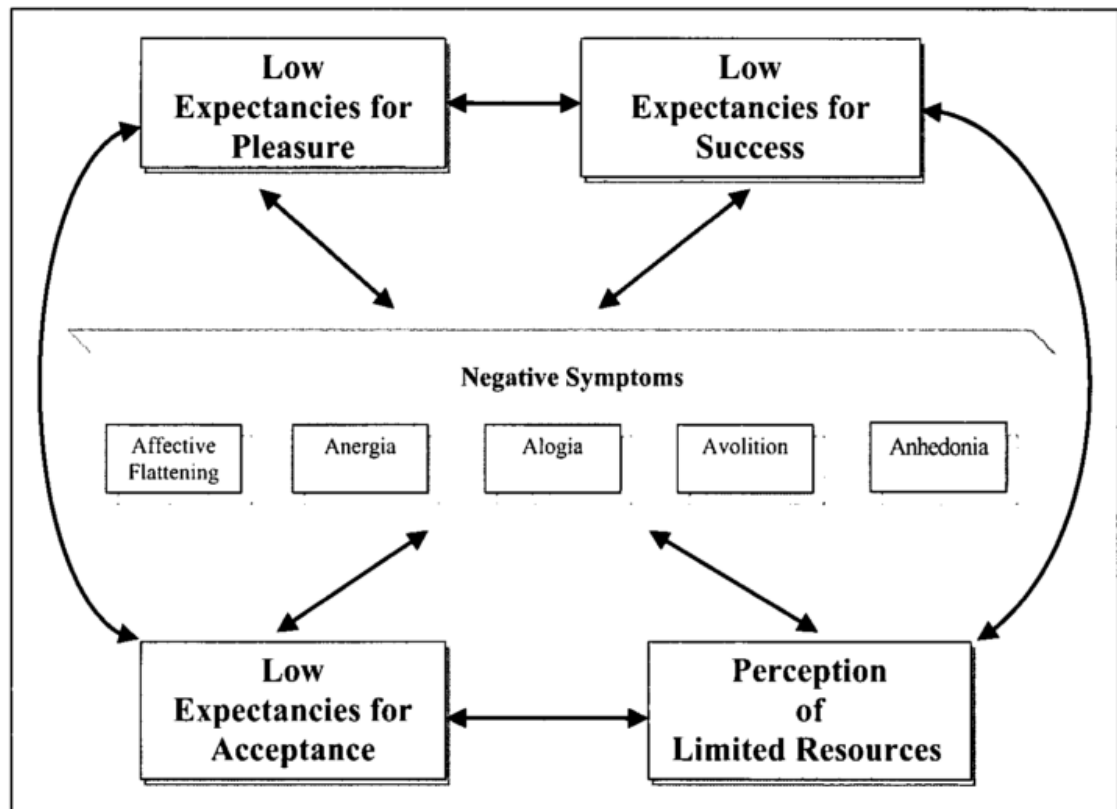 Low
Expectancies for
Pleasure
Low
Expectancies for
Success
Negative Symptoms
Affective
Flattening
Anergia
Alogia
Avolition
Anhedonia
Low
Expectancies for
Acceptance
Perception
of
Limited Resources